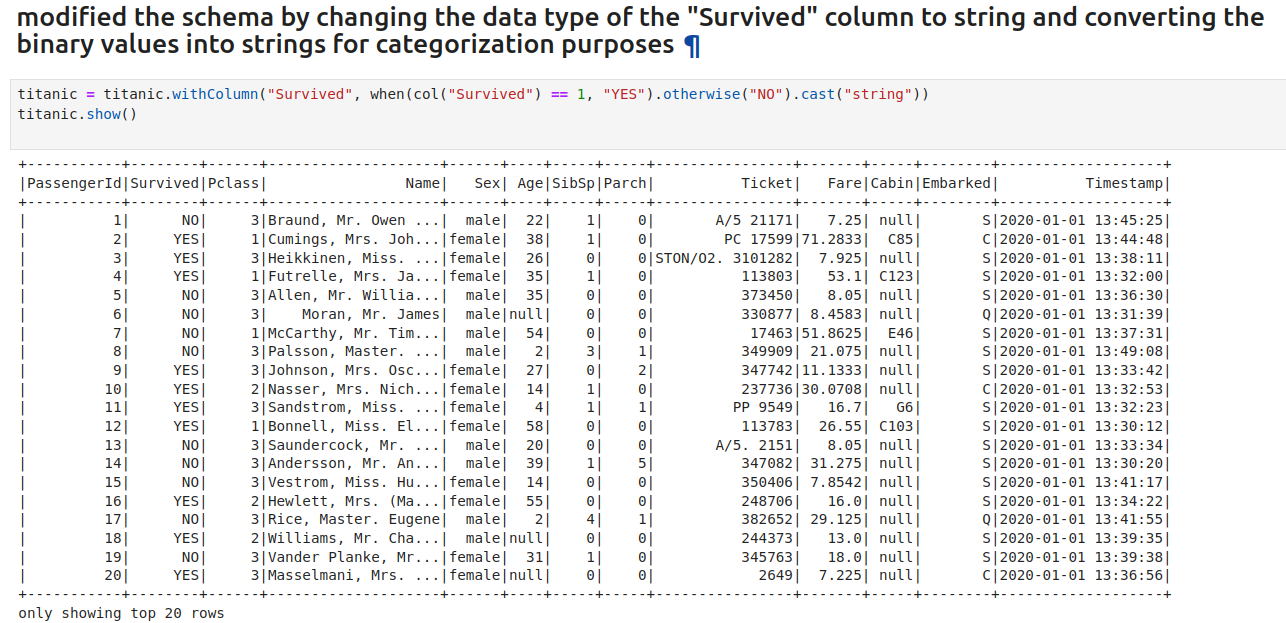 modified the schema by changing the data type of the "Survived" column to string and converting the
binary values into strings for categorization purposes ¶
titanic = titanic.withColumn("Survived", when(col("Survived") == 1, "YES").otherwise("NO").cast("string"))
titanic.show()
+-----------+--------+------+--------------------+------+----+-----+-----+----------------+-------+-----+--------+-------------------+
|PassengerId|Survived|Pclass|                Name|   Sex| Age|SibSp|Parch|          Ticket|   Fare|Cabin|Embarked|          Timestamp|
+-----------+--------+------+--------------------+------+----+-----+-----+----------------+-------+-----+--------+-------------------+
|          1|      NO|     3|Braund, Mr. Owen ...|  male|  22|    1|    0|       A/5 21171|   7.25| null|       S|2020-01-01 13:45:25|
|          2|     YES|     1|Cumings, Mrs. Joh...|female|  38|    1|    0|        PC 17599|71.2833|  C85|       C|2020-01-01 13:44:48|
|          3|     YES|     3|Heikkinen, Miss. ...|female|  26|    0|    0|STON/O2. 3101282|  7.925| null|       S|2020-01-01 13:38:11|
|          4|     YES|     1|Futrelle, Mrs. Ja...|female|  35|    1|    0|          113803|   53.1| C123|       S|2020-01-01 13:32:00|
|          5|      NO|     3|Allen, Mr. Willia...|  male|  35|    0|    0|          373450|   8.05| null|       S|2020-01-01 13:36:30|
|          6|      NO|     3|    Moran, Mr. James|  male|null|    0|    0|          330877| 8.4583| null|       Q|2020-01-01 13:31:39|
|          7|      NO|     1|McCarthy, Mr. Tim...|  male|  54|    0|    0|           17463|51.8625|  E46|       S|2020-01-01 13:37:31|
|          8|      NO|     3|Palsson, Master. ...|  male|   2|    3|    1|          349909| 21.075| null|       S|2020-01-01 13:49:08|
|          9|     YES|     3|Johnson, Mrs. Osc...|female|  27|    0|    2|          347742|11.1333| null|       S|2020-01-01 13:33:42|
|         10|     YES|     2|Nasser, Mrs. Nich...|female|  14|    1|    0|          237736|30.0708| null|       C|2020-01-01 13:32:53|
|         11|     YES|     3|Sandstrom, Miss. ...|female|   4|    1|    1|         PP 9549|   16.7|   G6|       S|2020-01-01 13:32:23|
|         12|     YES|     1|Bonnell, Miss. El...|female|  58|    0|    0|          113783|  26.55| C103|       S|2020-01-01 13:30:12|
|         13|      NO|     3|Saundercock, Mr. ...|  male|  20|    0|    0|       A/5. 2151|   8.05| null|       S|2020-01-01 13:33:34|
|         14|      NO|     3|Andersson, Mr. An...|  male|  39|    1|    5|          347082| 31.275| null|       S|2020-01-01 13:30:20|
|         15|      NO|     3|Vestrom, Miss. Hu...|female|  14|    0|    0|          350406| 7.8542| null|       S|2020-01-01 13:41:17|
|         16|     YES|     2|Hewlett, Mrs. (Ma...|female|  55|    0|    0|          248706|   16.0| null|       S|2020-01-01 13:34:22|
|         17|      NO|     3|Rice, Master. Eugene|  male|   2|    4|    1|          382652| 29.125| null|       Q|2020-01-01 13:41:55|
|         18|     YES|     2|Williams, Mr. Cha...|  male|null|    0|    0|          244373|   13.0| null|       S|2020-01-01 13:39:35|
|         19|      NO|     3|Vander Planke, Mr...|female|  31|    1|    0|          345763|   18.0| null|       S|2020-01-01 13:39:38|
|         20|     YES|     3|Masselmani, Mrs. ...|female|null|    0|    0|            2649|  7.225| null|       C|2020-01-01 13:36:56|
+-----------+--------+------+--------------------+------+----+-----+-----+----------------+-------+-----+--------+-------------------+
only showing top 20 rows